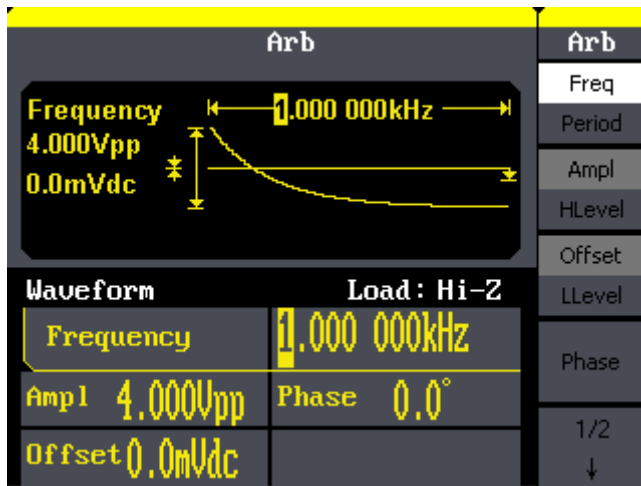 Arb
Arb
Frequency
1.000 000kHz
4.000Vpp
0.0mVdc
Waveform
Load: Hi-Z
Frequency
1.000 000kHz
Ampl 4.000Vpp
Phase 0.0°
Offset 0.0mVdc
Freq
Period
Ampl
HLevel
Offset
LLevel
Phase
1/2
↓